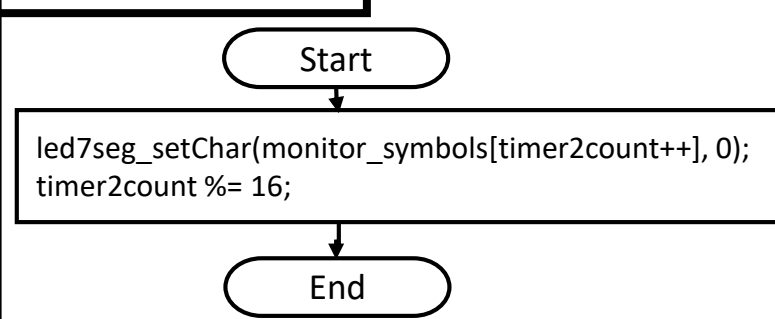 Start
led7seg_setChar(monitor_symbols[timer2count++], 0);
timer2count %= 16;
End